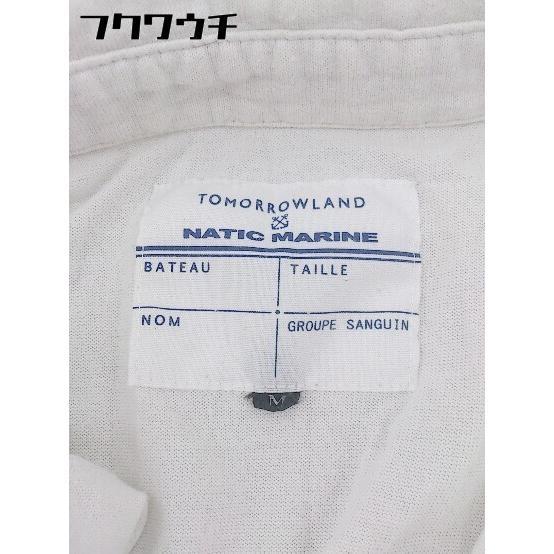 フクワウチ
TOMORROWLAND
NATIC MARINE
BATEAU
TAILLE
NOM
GROUPE SANGUIN
M